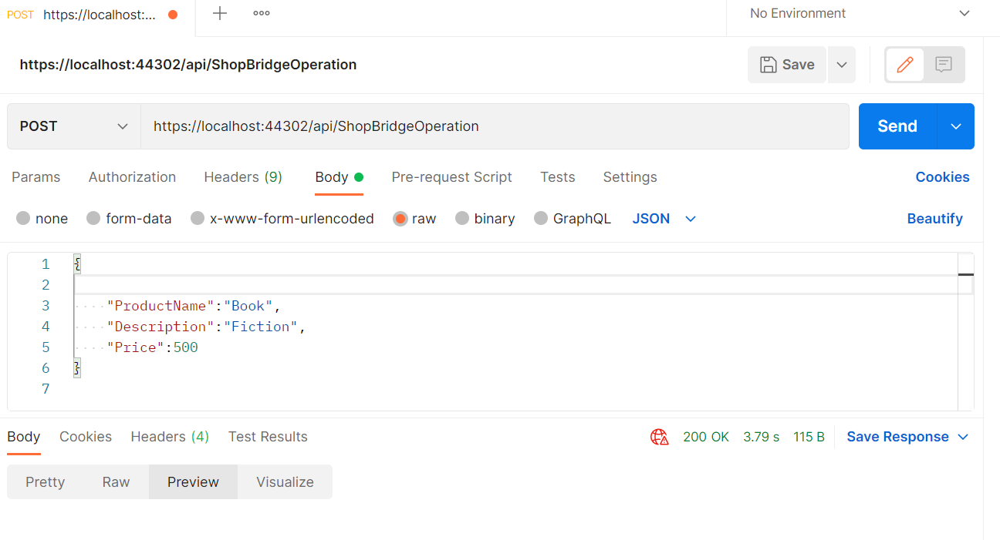 POST https://localhost:... No Environment
https://localhost:44302/api/ShopBridgeOperation Save
POST https://localhost:44302/api/ShopBridgeOperation Send
Params Authorization Headers (9) Body Pre-request Script Tests Settings Cookies
none form-data x-www-form-urlencoded raw binary GraphQL JSON Beautify
1 {
2
3 "ProductName":"Book",
4 "Description":"Fiction",
5 "Price":500
6 }
7
Body Cookies Headers (4) Test Results 200 OK 3.79 s 115 B Save Response
Pretty Raw Preview Visualize